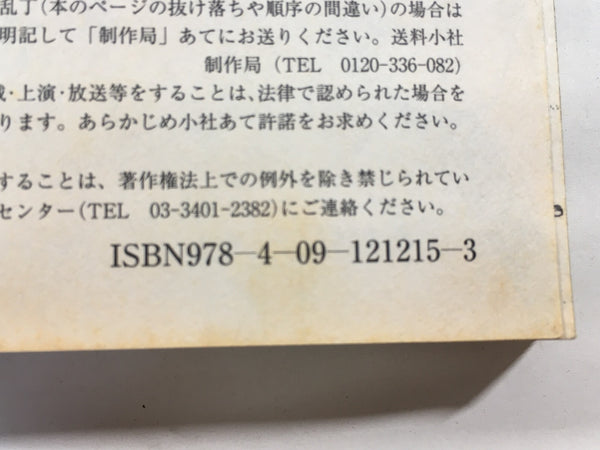 乱丁(本のページの抜け落ちや順序の間違い)の場合は
明記して「制作局」あてにお送りください。送料小社
制作局(TEL 0120-336-082)
・上演・放送等をすることは、法律で認められた場合を
ります。あらかじめ小社あて許諾をお求めください。
することは、著作権法上での例外を除き禁じられてい
センター(TEL 03-3401-2382)にご連絡ください。
ISBN978-4-09-121215-3